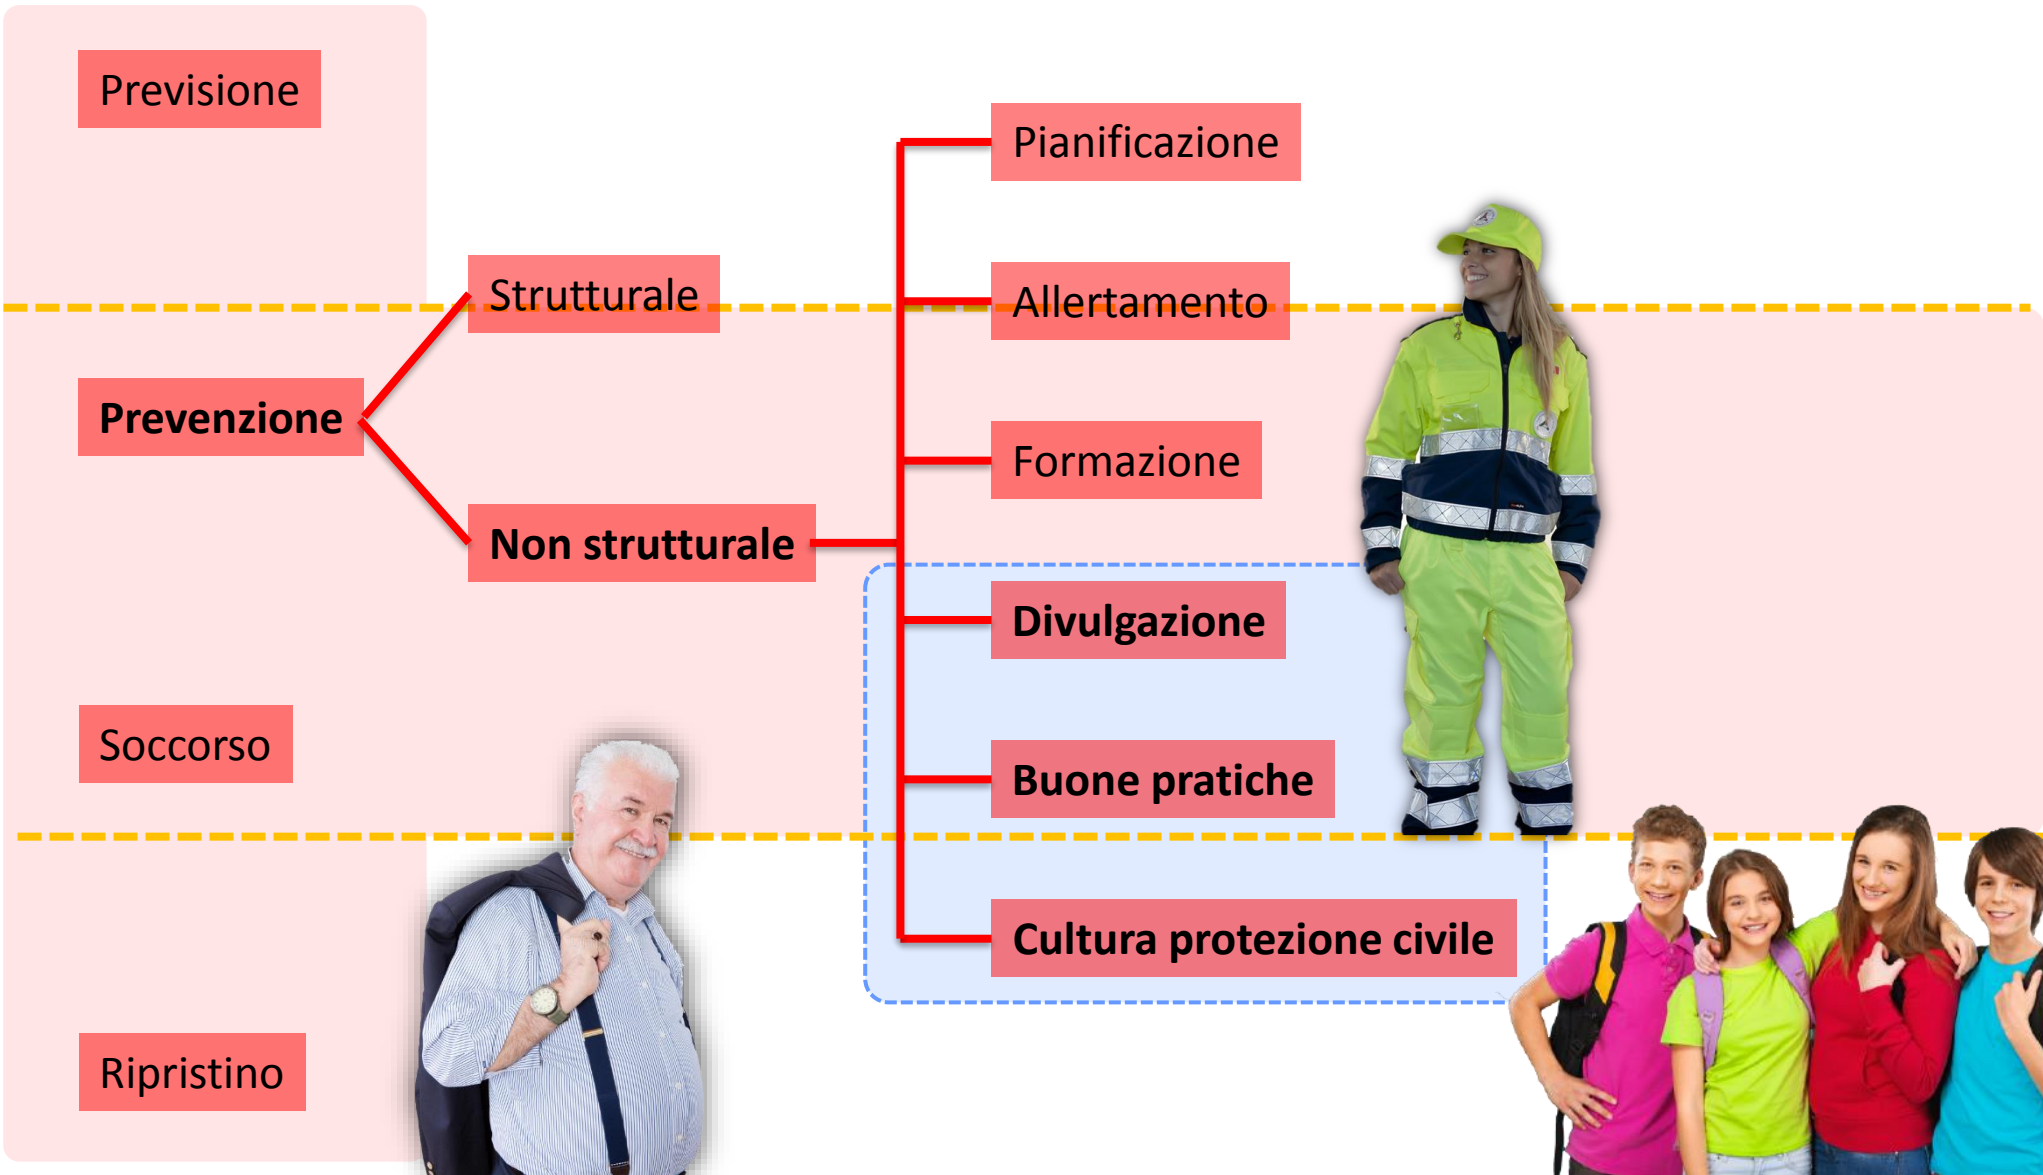 Previsione
Prevenzione
Soccorso
Ripristino
Strutturale
Non strutturale
Pianificazione
Allertamento
Formazione
Divulgazione
Buone pratiche
Cultura protezione civile